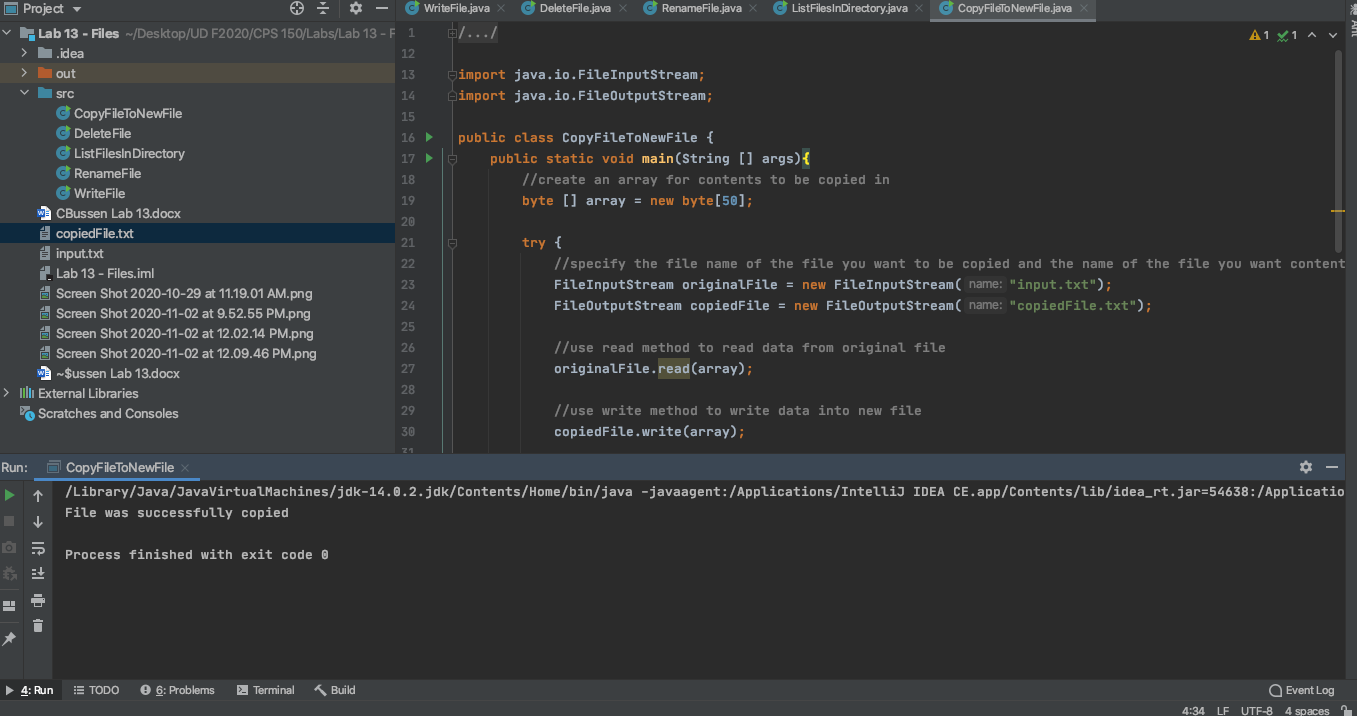 Project
WriteFile.java
DeleteFile.java
RenameFile.java
ListFilesInDirectory.java
CopyFileToNewFile.java
Lab 13 - Files ~/Desktop/UD F2020/CPS 150/Labs/Lab 13 - F
.idea
out
src
CopyFileToNewFile
DeleteFile
ListFilesInDirectory
RenameFile
WriteFile
CBussen Lab 13.docx
copiedFile.txt
input.txt
Lab 13 - Files.iml
Screen Shot 2020-10-29 at 11.19.01 AM.png
Screen Shot 2020-11-02 at 9.52.55 PM.png
Screen Shot 2020-11-02 at 12.02.14 PM.png
Screen Shot 2020-11-02 at 12.09.46 PM.png
~$ussen Lab 13.docx
External Libraries
Scratches and Consoles
1 /.../
1 1
12
13 import java.io.FileInputStream;
14 import java.io.FileOutputStream;
15
16 public class CopyFileToNewFile {
17 public static void main(String [] args){
18 //create an array for contents to be copied in
19 byte [] array = new byte[50];
20
21 try {
22 //specify the file name of the file you want to be copied and the name of the file you want content
23 FileInputStream originalFile = new FileInputStream( name: "input.txt");
24 FileOutputStream copiedFile = new FileOutputStream( name: "copiedFile.txt");
25
26 //use read method to read data from original file
27 originalFile.read(array);
28
29 //use write method to write data into new file
30 copiedFile.write(array);
31
Run: CopyFileToNewFile
/Library/Java/JavaVirtualMachines/jdk-14.0.2.jdk/Contents/Home/bin/java -javaagent:/Applications/IntelliJ IDEA CE.app/Contents/lib/idea_rt.jar=54638:/Applicatio
File was successfully copied
Process finished with exit code 0
4: Run TODO 6: Problems Terminal Build Event Log
4:34 LF UTF-8 4 spaces